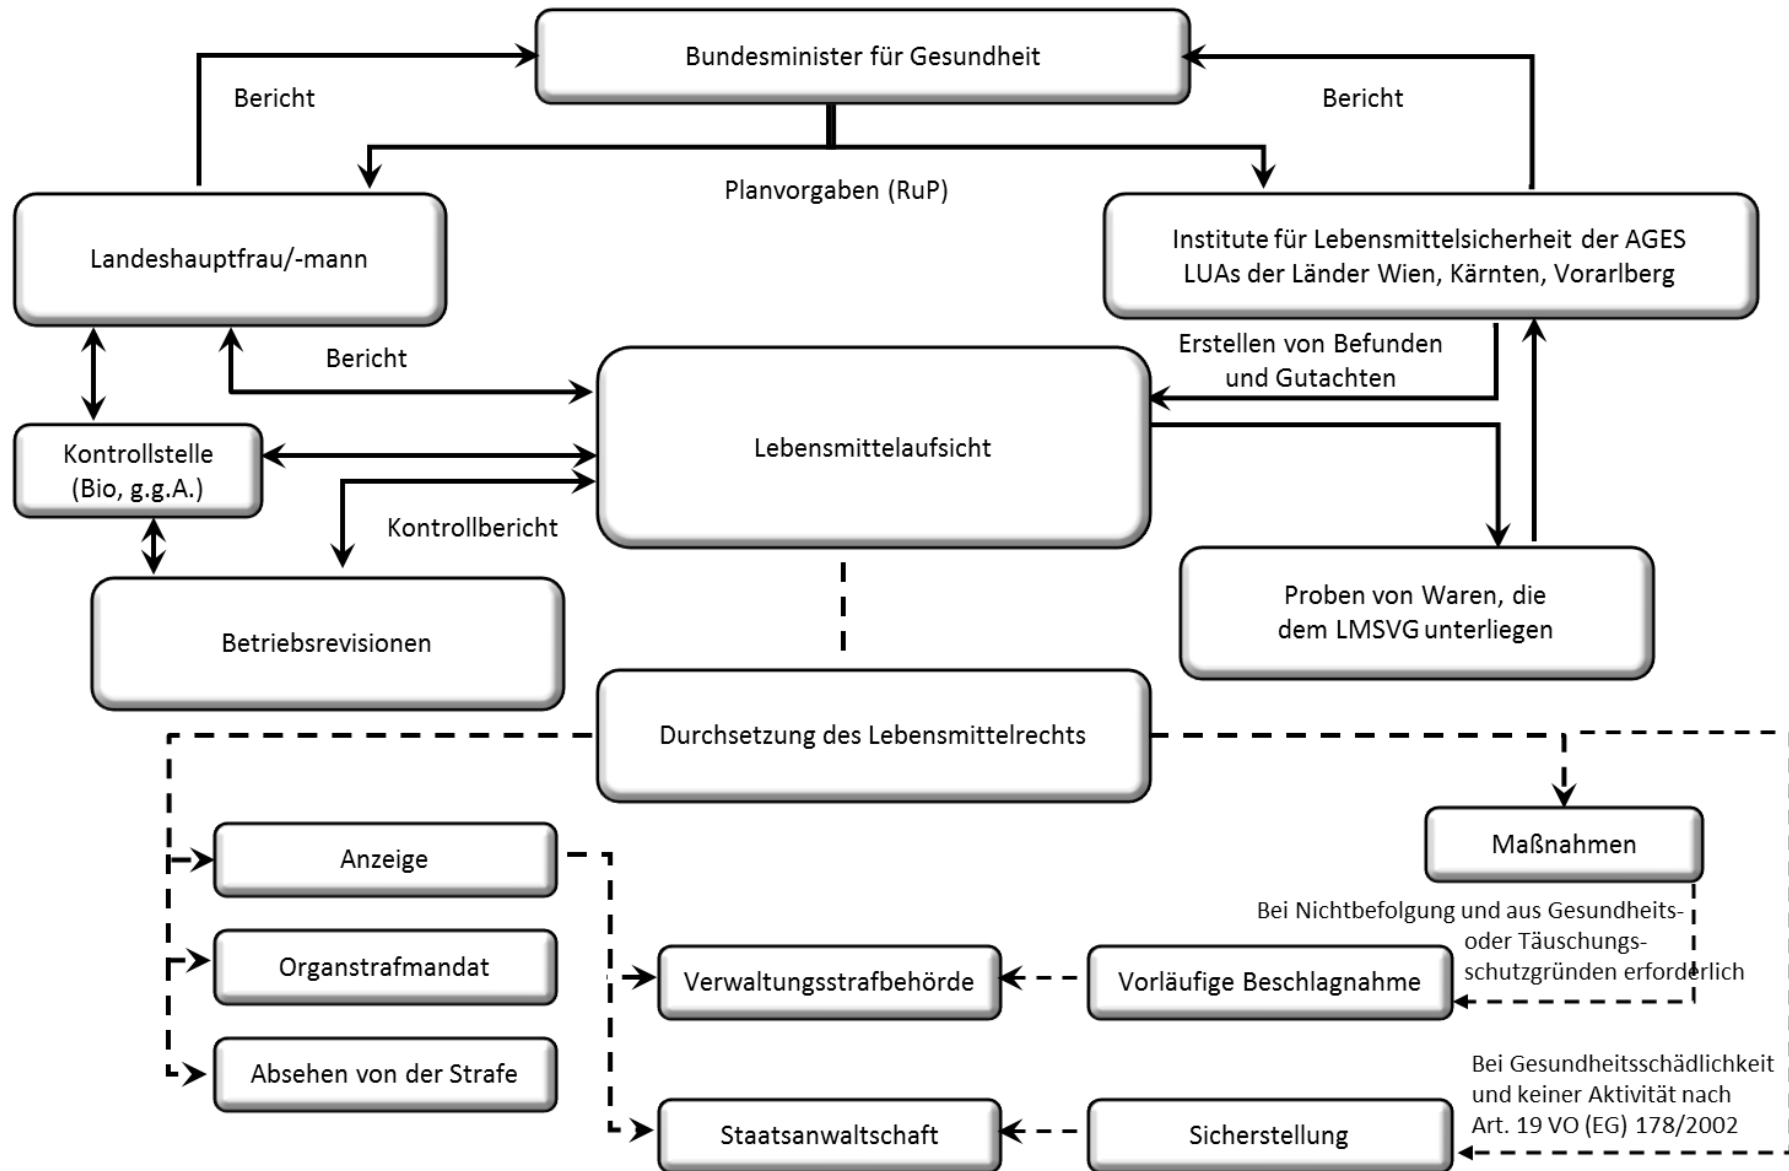 Bundesminister für Gesundheit
Bericht
Bericht
Planvorgaben (RuP)
Landeshauptfrau/-mann
Institute für Lebensmittelsicherheit der AGES
LUAs der Länder Wien, Kärnten, Vorarlberg
Bericht
Erstellen von Befunden
und Gutachten
Lebensmittelaufsicht
Kontrollstelle
(Bio, g.g.A.)
Kontrollbericht
Betriebsrevisionen
Proben von Waren, die
dem LMSVG unterliegen
Durchsetzung des Lebensmittelrechts
Anzeige
Maßnahmen
Bei Nichtbefolgung und aus Gesundheits-
oder Täuschungs-
schutzgründen erforderlich
Organstrafmandat
Verwaltungsstrafbehörde
Vorläufige Beschlagnahme
Absehen von der Strafe
Bei Gesundheitsschädlichkeit
und keiner Aktivität nach
Art. 19 VO (EG) 178/2002
Staatsanwaltschaft
Sicherstellung